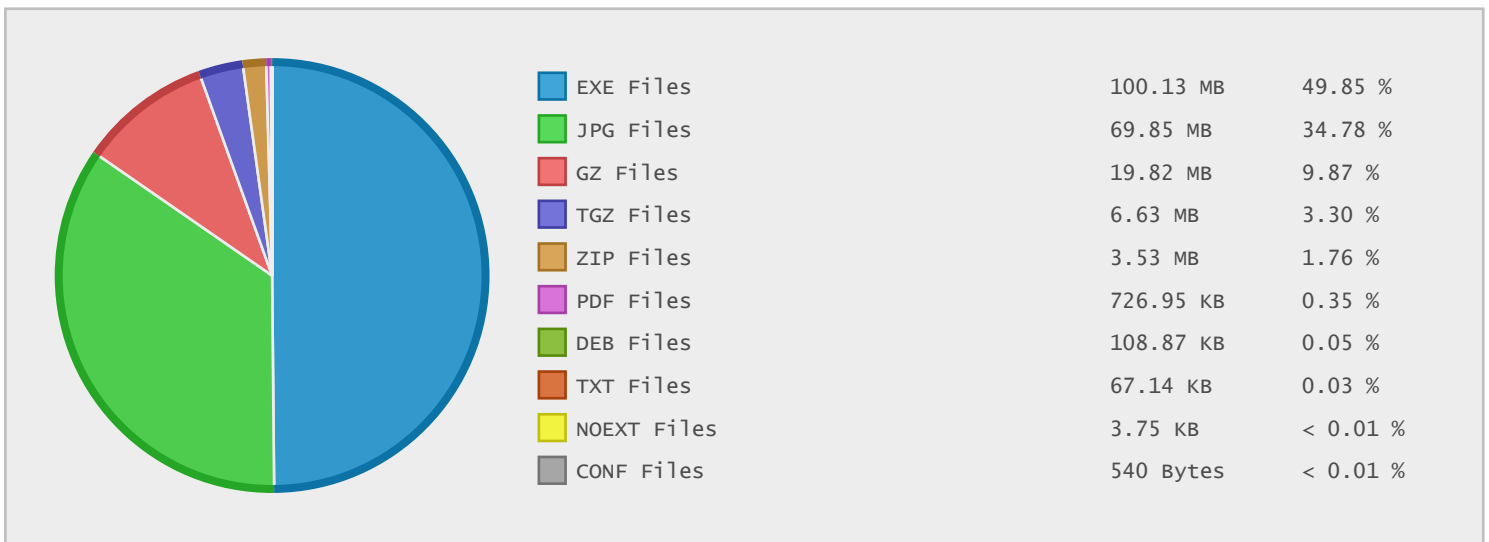 EXE Files 100.13 MB 49.85 %
JPG Files 69.85 MB 34.78 %
GZ Files 19.82 MB 9.87 %
TGZ Files 6.63 MB 3.30 %
ZIP Files 3.53 MB 1.76 %
PDF Files 726.95 KB 0.35 %
DEB Files 108.87 KB 0.05 %
TXT Files 67.14 KB 0.03 %
NOEXT Files 3.75 KB < 0.01 %
CONF Files 540 Bytes < 0.01 %